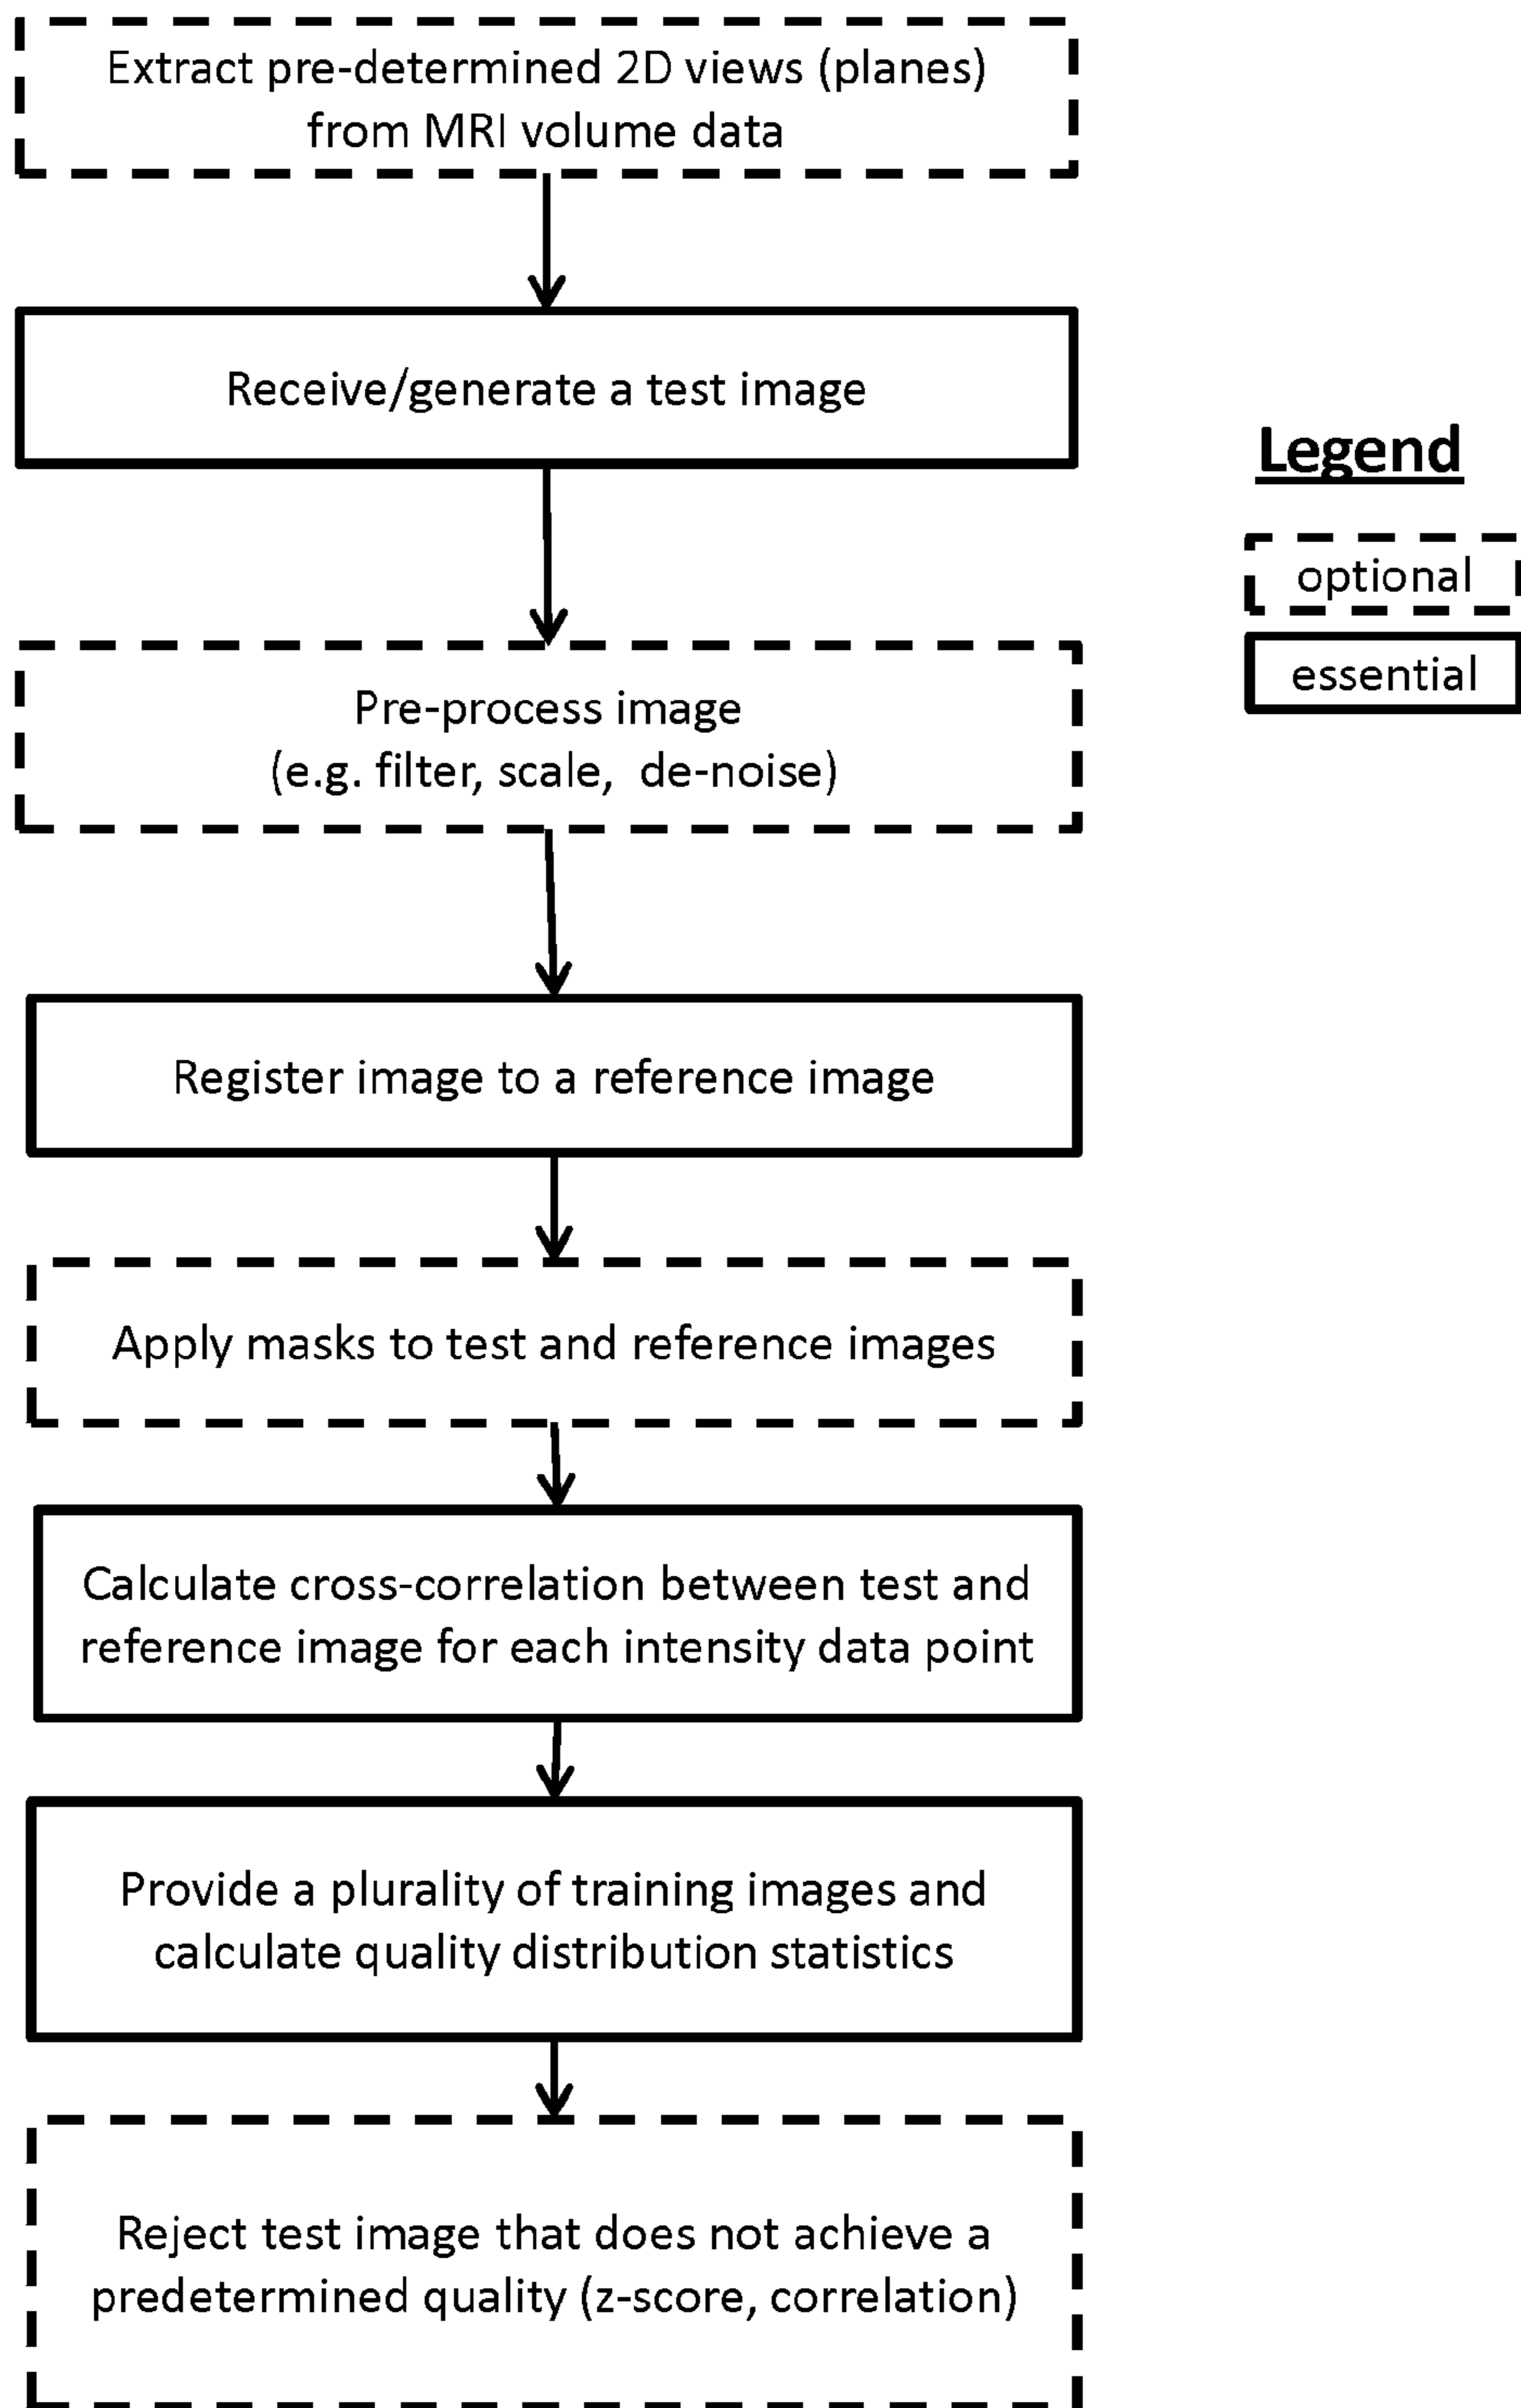 Extract pre-determined 2D views (planes)
from MRI volume data
Receive/generate a test image
Legend
optional
essential
Pre-process image
(e.g. filter, scale, de-noise)
Register image to a reference image
Apply masks to test and reference images
Calculate cross-correlation between test and
reference image for each intensity data point
Provide a plurality of training images and
calculate quality distribution statistics
Reject test image that does not achieve a
predetermined quality (z-score, correlation)